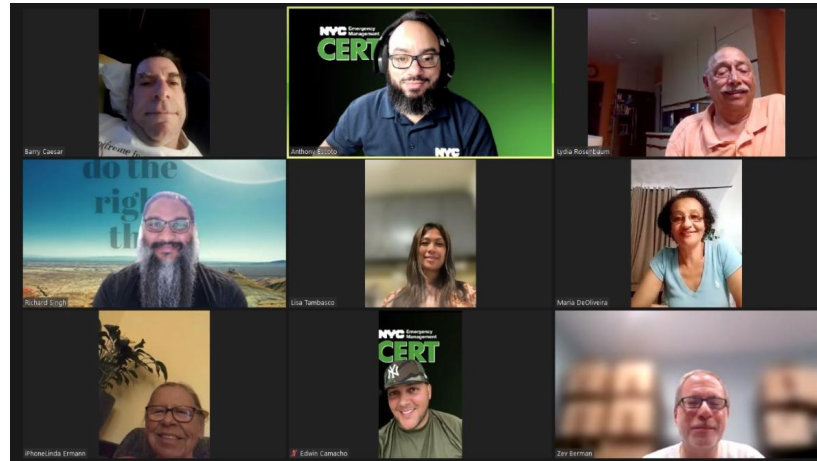 NYC Emergency Management
CERT
Barry Caesar
Anthony Escoto
NYC
Lydia Rosenbaum
do the
righ
th
Richard Singh
Lisa Tambasco
Maria DeOliveira
iPhoneLinda Ermann
NYC Emergency Management
CERT
Edwin Camacho
Zev Berman